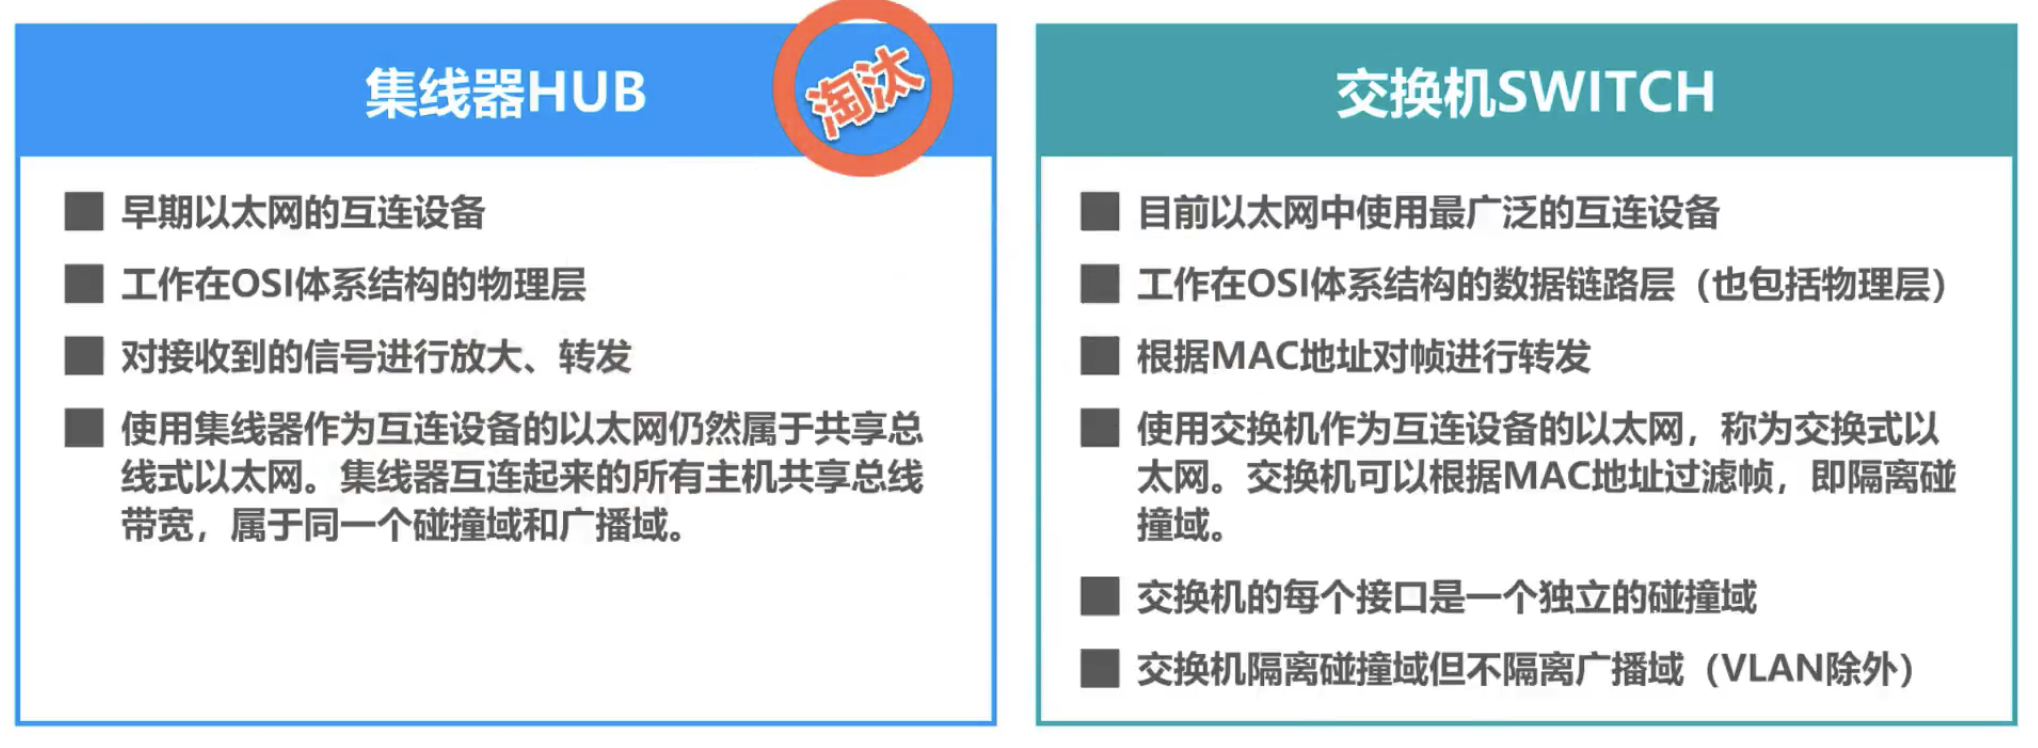 集线器HUB
淘汰
早期以太网的互连设备
工作在OSI体系结构的物理层
对接收到的信号进行放大、转发
使用集线器作为互连设备的以太网仍然属于共享总
线式以太网。集线器互连起来的所有主机共享总线
带宽，属于同一个碰撞域和广播域。
交换机SWITCH
目前以太网中使用最广泛的互连设备
工作在OSI体系结构的数据链路层（也包括物理层）
根据MAC地址对帧进行转发
使用交换机作为互连设备的以太网，称为交换式以
太网。交换机可以根据MAC地址过滤帧，即隔离碰
撞域。
交换机的每个接口是一个独立的碰撞域
交换机隔离碰撞域但不隔离广播域（VLAN除外）